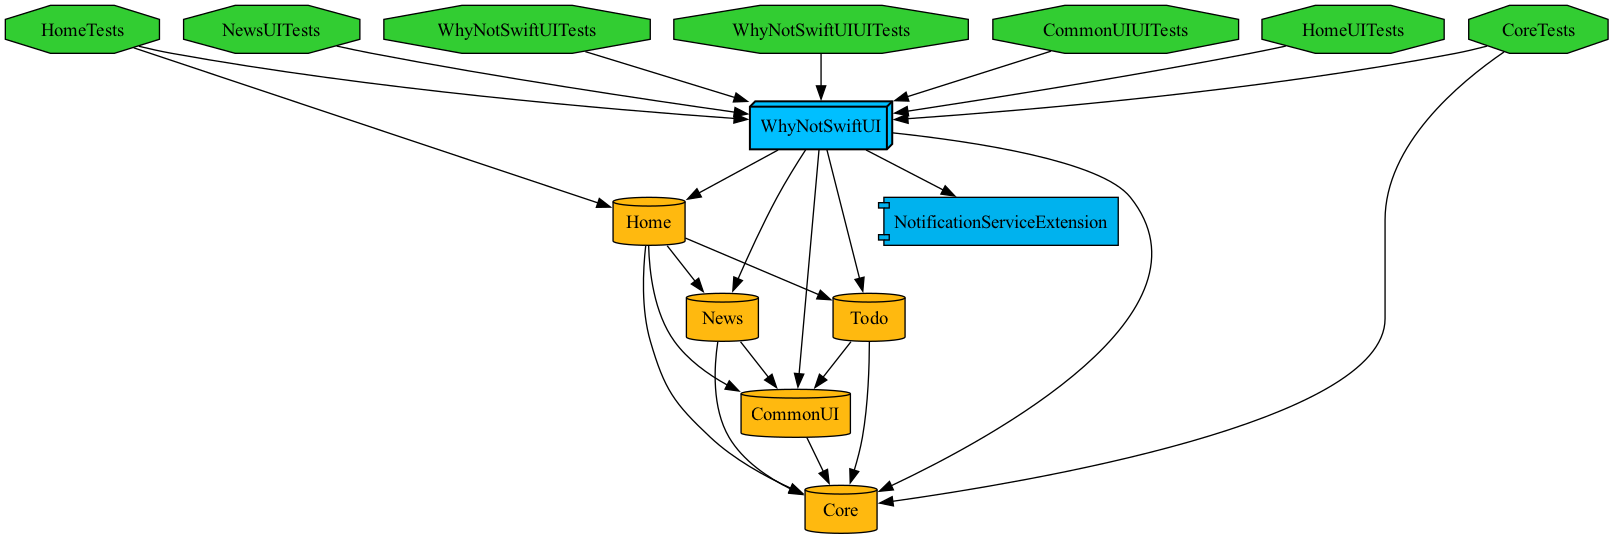 HomeTests
NewsUITests
WhyNotSwiftUITests
WhyNotSwiftUIUITests
CommonUIUITests
HomeUITests
CoreTests
WhyNotSwiftUI
Home
NotificationServiceExtension
News
Todo
CommonUI
Core